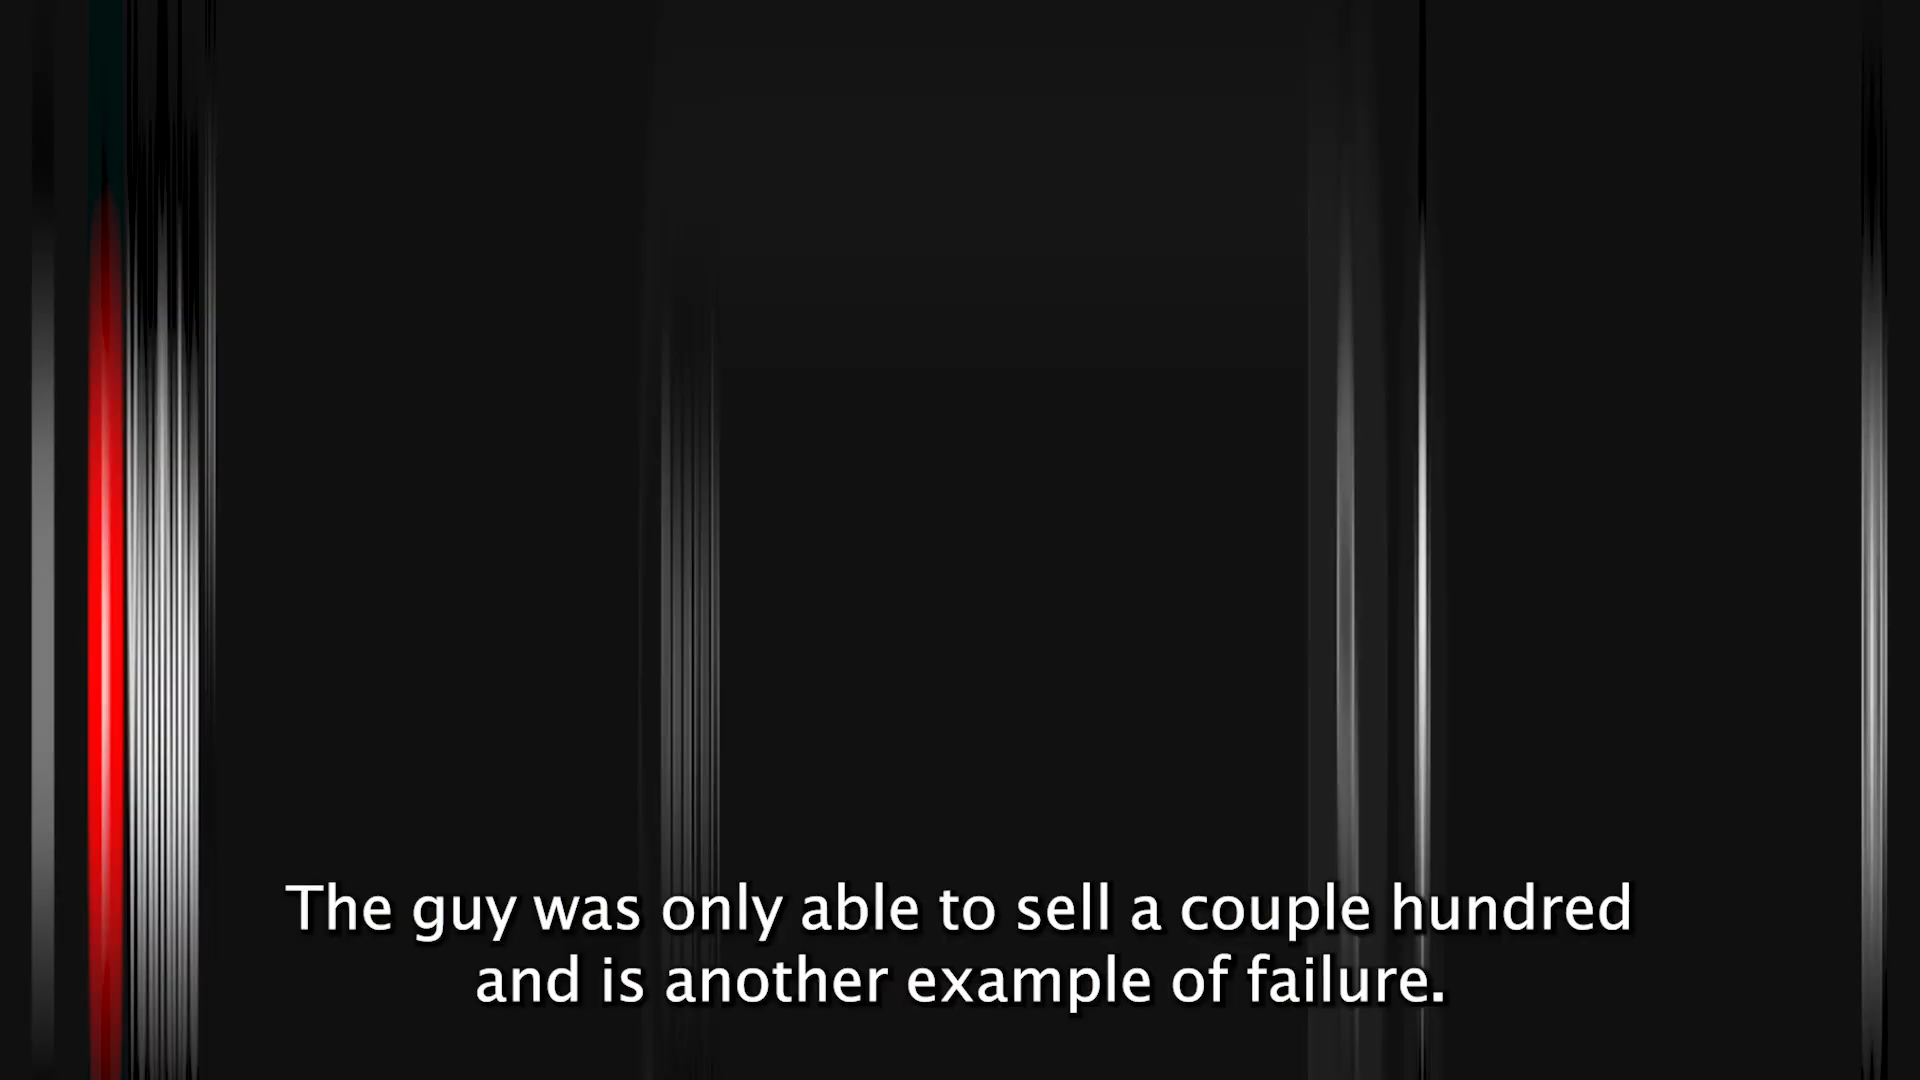 The guy was only able to sell a couple hundred
and is another example of failure.